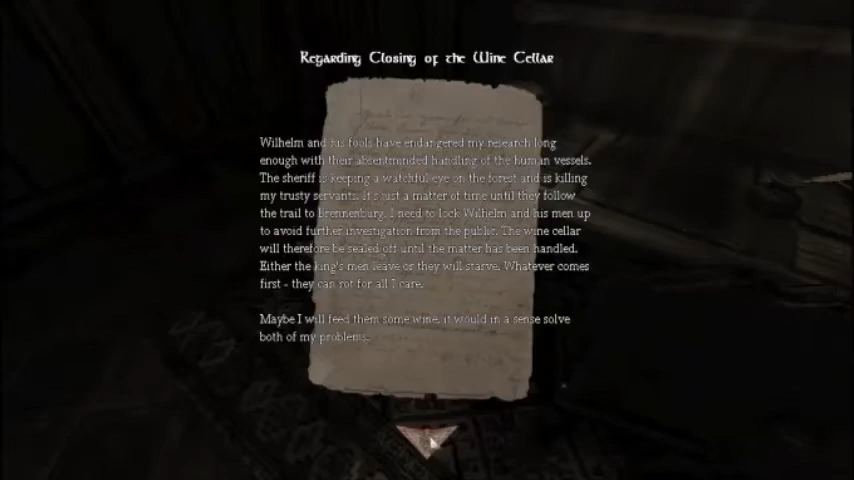 Regarding Closing of the Wine Cellar
Wilhelm and his fools have endangered my research long
enough with their absentminded handling of the human vessels.
The sheriff is keeping a watchful eye on the forest and is killing
my trusty servants. It's just a matter of time until they follow
the trail to Brennenburg. I need to lock Wilhelm and his men up
to avoid further investigation from the public. The wine cellar
will therefore be sealed off until the matter has been handled.
Either the king's men leave or they will starve. Whatever comes
first - they can rot for all I care.
Maybe I will feed them some wine, it would in a sense solve
both of my problems.